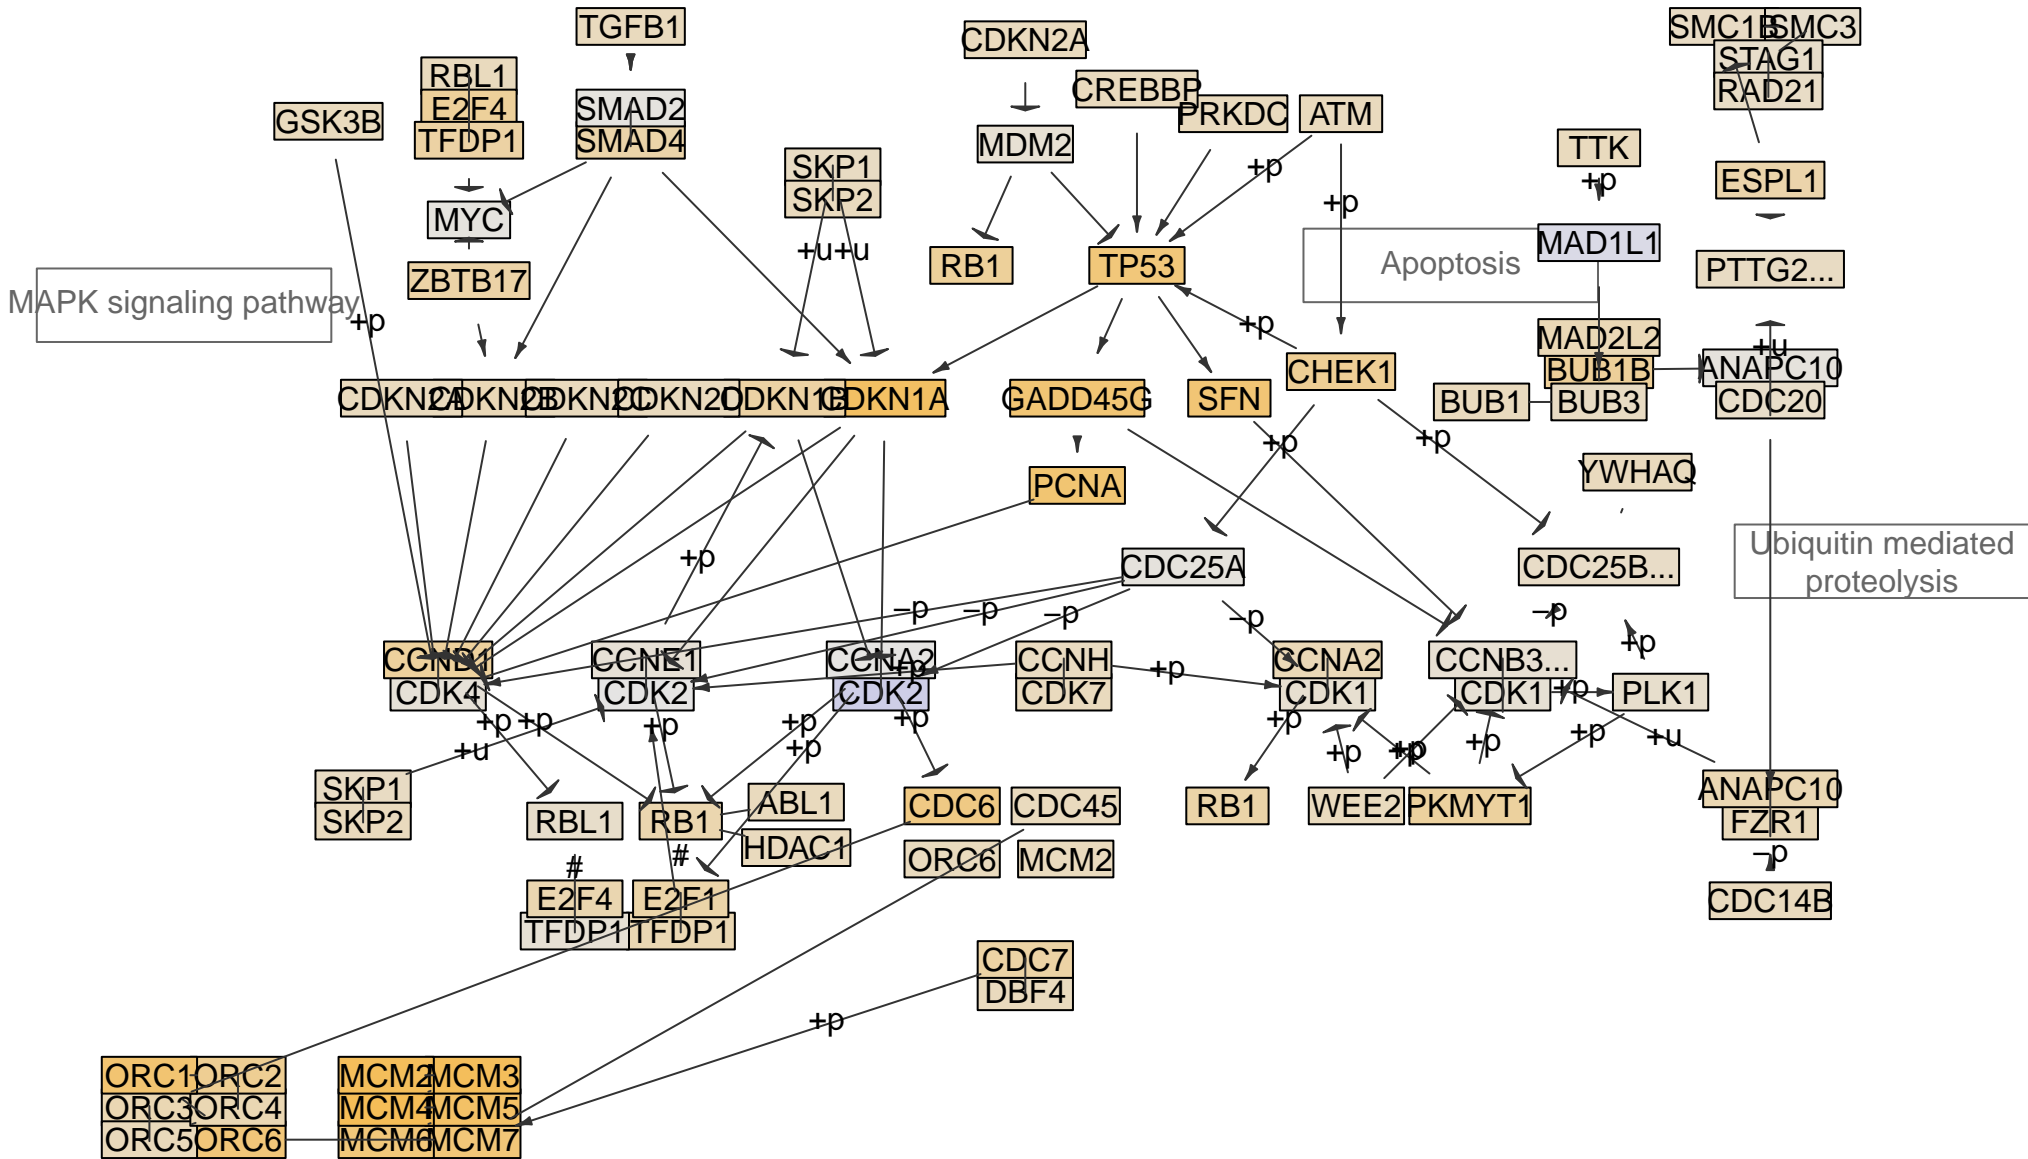 TGFB1
CDKN2A
SMC1B
SMC3
STAG1
RAD21
RBL1
E2F4
TFDP1
SMAD2
SMAD4
GSK3B
CREBBP
PRKDC
ATM
MDM2
TTK
+p
SKP1
SKP2
+p
+p
ESPL1
MYC
+u
+u
RB1
TP53
Apoptosis
MAD1L1
PTTG2...
ZBTB17
MAPK signaling pathway
+p
+p
MAD2L2
BUB1B
BUB1
BUB3
+u
ANAPC10
CDC20
CHEK1
CDKN2A
CDKN2B
CDKN2C
CDKN2D
CDKN1B
CDKN1A
GADD45G
SFN
+p
+p
PCNA
YWHAQ
+p
CDC25A
CDC25B...
Ubiquitin mediated
proteolysis
−p
−p
−p
−p
−p
+p
CCND1
CDK4
CCNE1
CDK2
CCNA2
CDK2
+p
CCNH
CDK7
+p
CCNA2
CDK1
CCNB3...
CDK1
+p
PLK1
+p
+p
+p
+p
+p
+u
+p
+p
+p
+p
+p
+p
+p
+u
SKP1
SKP2
RBL1
RB1
ABL1
HDAC1
CDC6
CDC45
ORC6
MCM2
RB1
WEE2
PKMYT1
ANAPC10
FZR1
−p
CDC14B
#
#
E2F4
TFDP1
E2F1
TFDP1
CDC7
DBF4
+p
ORC1
ORC2
ORC3
ORC4
ORC5
ORC6
MCM2
MCM3
MCM4
MCM5
MCM6
MCM7